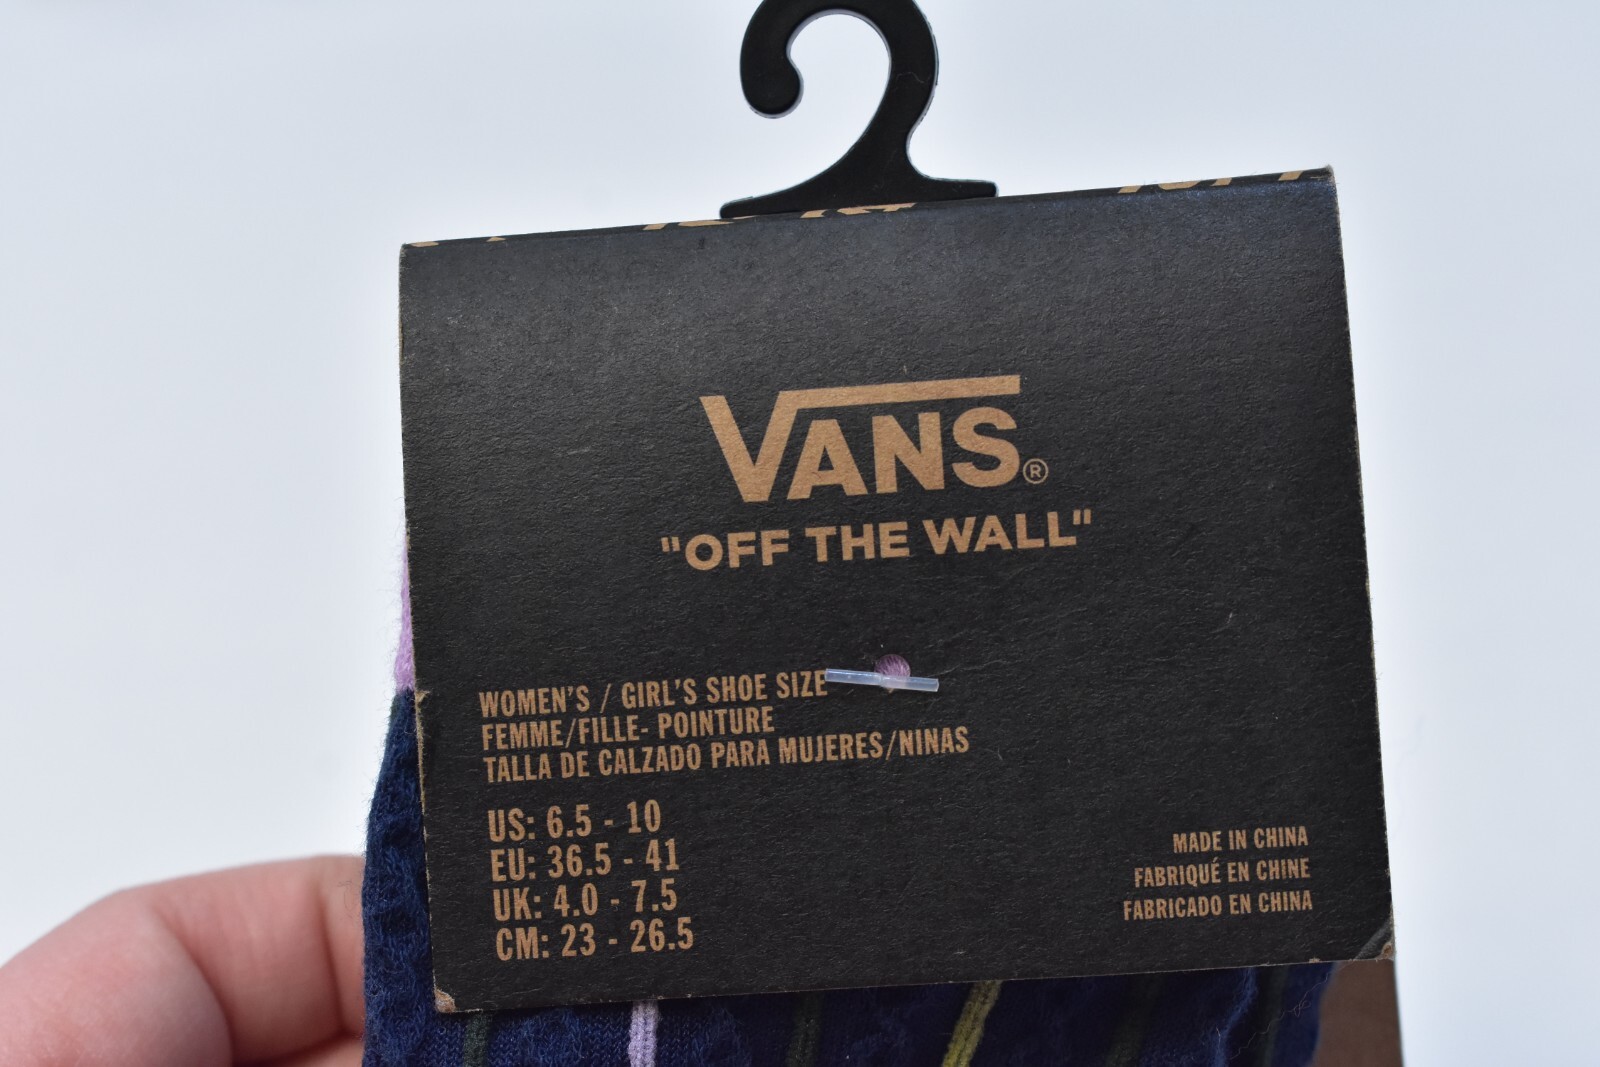 VANS®
"OFF THE WALL"
WOMEN'S / GIRL'S SHOE SIZE
FEMME/FILLE- POINTURE
TALLA DE CALZADO PARA MUJERES/NINAS
US: 6.5 - 10
EU: 36.5 - 41
UK: 4.0 - 7.5
CM: 23 - 26.5
MADE IN CHINA
FABRIQUÉ EN CHINE
FABRICADO EN CHINA